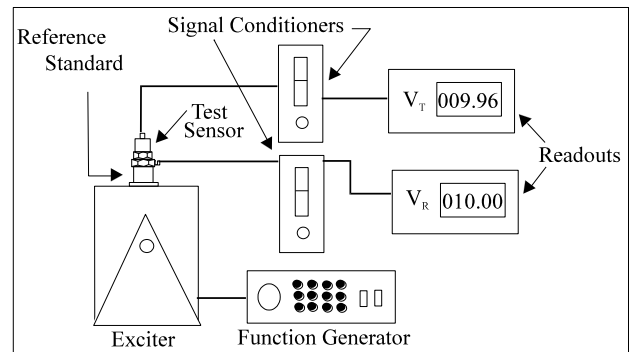 Signal Conditioners
Reference
Standard
Test
Sensor
V_T 009.96
Readouts
V_R 010.00
Exciter
Function Generator